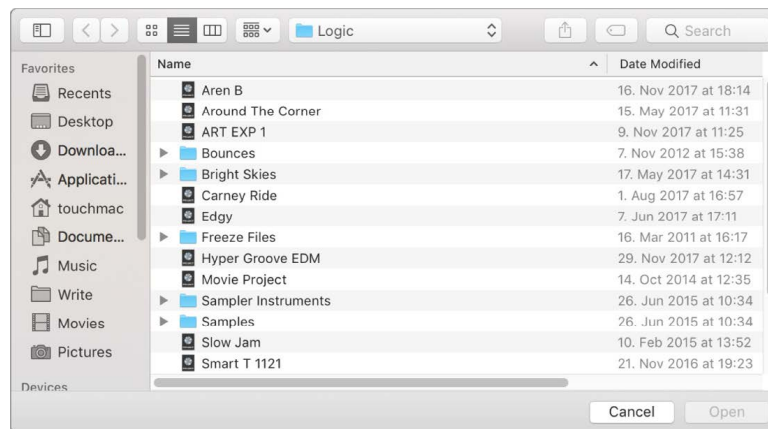 Logic
Search
Favorites
Recents
Desktop
Downloa...
Applicati...
touchmac
Docume...
Music
Write
Movies
Pictures
Devices
Name Date Modified
Aren B 16. Nov 2017 at 18:14
Around The Corner 15. May 2017 at 11:31
ART EXP 1 9. Nov 2017 at 11:25
Bounces 7. Nov 2012 at 15:38
Bright Skies 17. May 2017 at 14:31
Carney Ride 1. Aug 2017 at 16:57
Edgy 7. Jun 2017 at 17:11
Freeze Files 16. Mar 2011 at 16:17
Hyper Groove EDM 29. Nov 2017 at 12:12
Movie Project 14. Oct 2014 at 12:35
Sampler Instruments 26. Jun 2015 at 10:34
Samples 26. Jun 2015 at 10:34
Slow Jam 10. Feb 2015 at 13:52
Smart T 1121 21. Nov 2016 at 19:23
Cancel Open